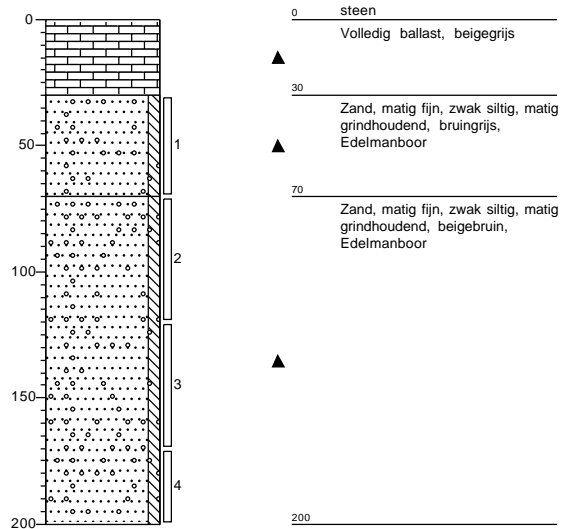 0
50
100
150
200
1
2
3
4
0 steen
Volledig ballast, beigegrijs
30
Zand, matig fijn, zwak siltig, matig
grindhoudend, bruingrijs,
Edelmanboor
70
Zand, matig fijn, zwak siltig, matig
grindhoudend, beigebruin,
Edelmanboor
200